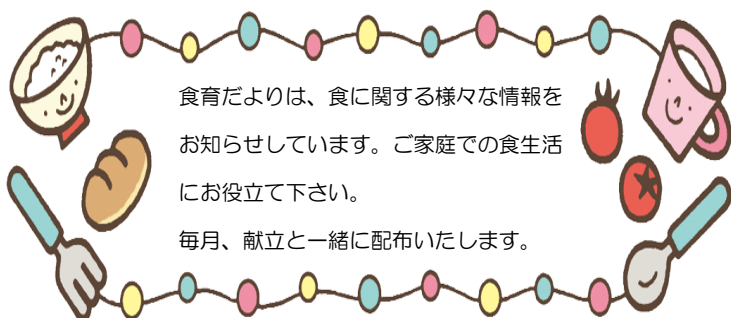 食育だよりは、食に関する様々な情報を
お知らせしています。ご家庭での食生活
にお役立て下さい。
毎月、献立と一緒に配布いたします。